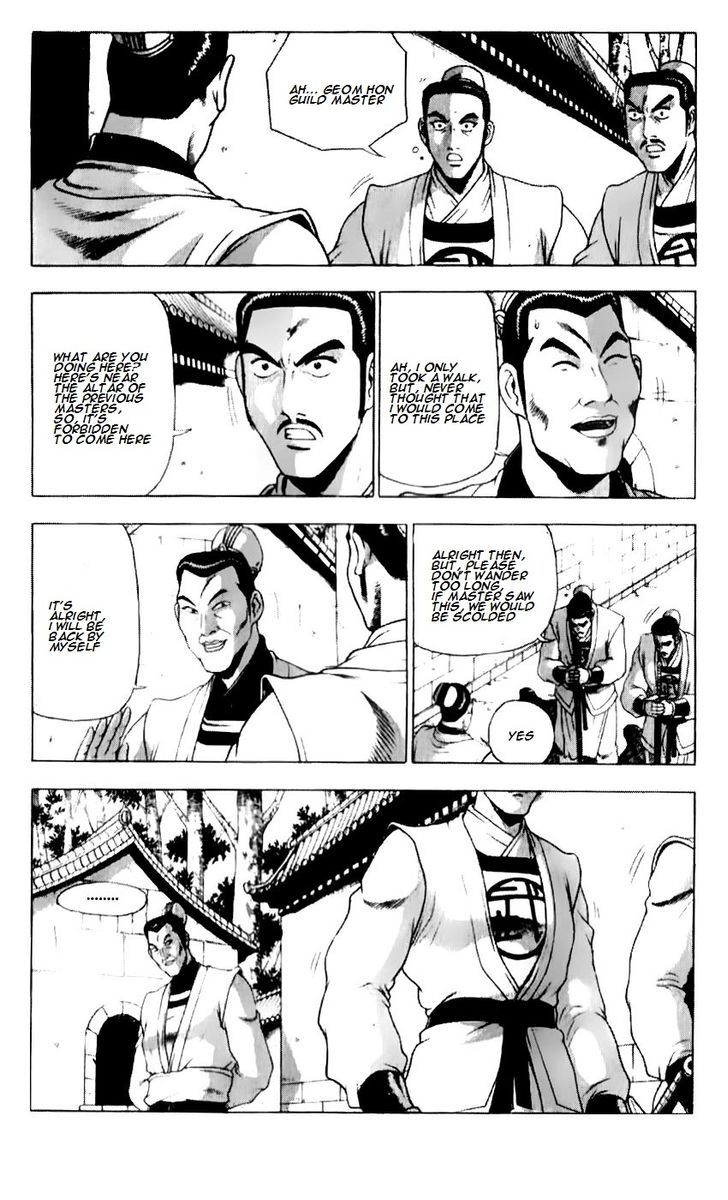 AH... GEOM HON
GUILD MASTER
WHAT ARE YOU
DOING HERE?
HERE'S NEAR
THE ALTAR OF
THE PREVIOUS
MASTERS,
SO, IT'S
FORBIDDEN
TO COME HERE
AH, I ONLY
TOOK A WALK,
BUT, NEVER
THOUGHT THAT
I WOULD COME
TO THIS PLACE
IT'S
ALRIGHT,
I WILL BE
BACK BY
MYSELF
ALRIGHT THEN,
BUT, PLEASE
DON'T WANDER
TOO LONG,
IF MASTER SAW
THIS, WE WOULD
BE SCOLDED
YES
........